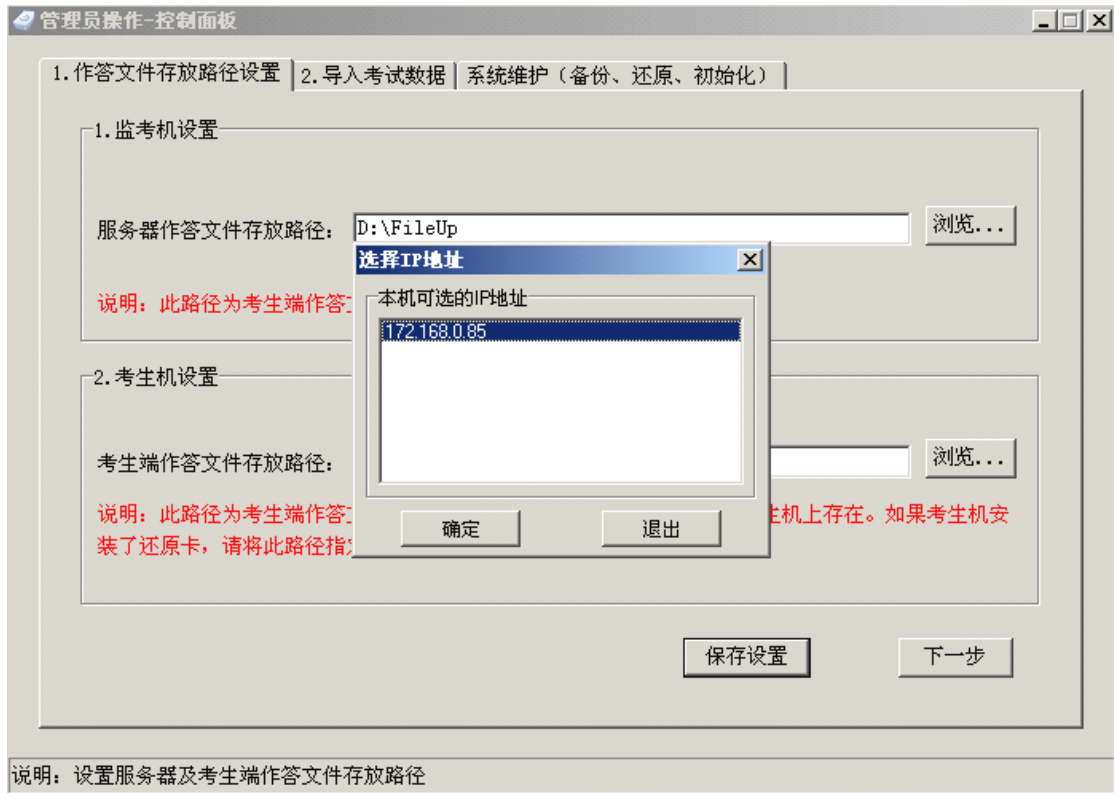 管理员操作-控制面板
1.作答文件存放路径设置 2.导入考试数据 系统维护（备份、还原、初始化）
1.监考机设置
服务器作答文件存放路径： D:\FileUp 浏览...
选择IP地址
说明：此路径为考生端作答
本机可选的IP地址
172.168.0.85
2.考生机设置
考生端作答文件存放路径： 浏览...
说明：此路径为考生端作答 生机上存在。如果考生机安
装了还原卡，请将此路径指
确定 退出
保存设置 下一步
说明：设置服务器及考生端作答文件存放路径